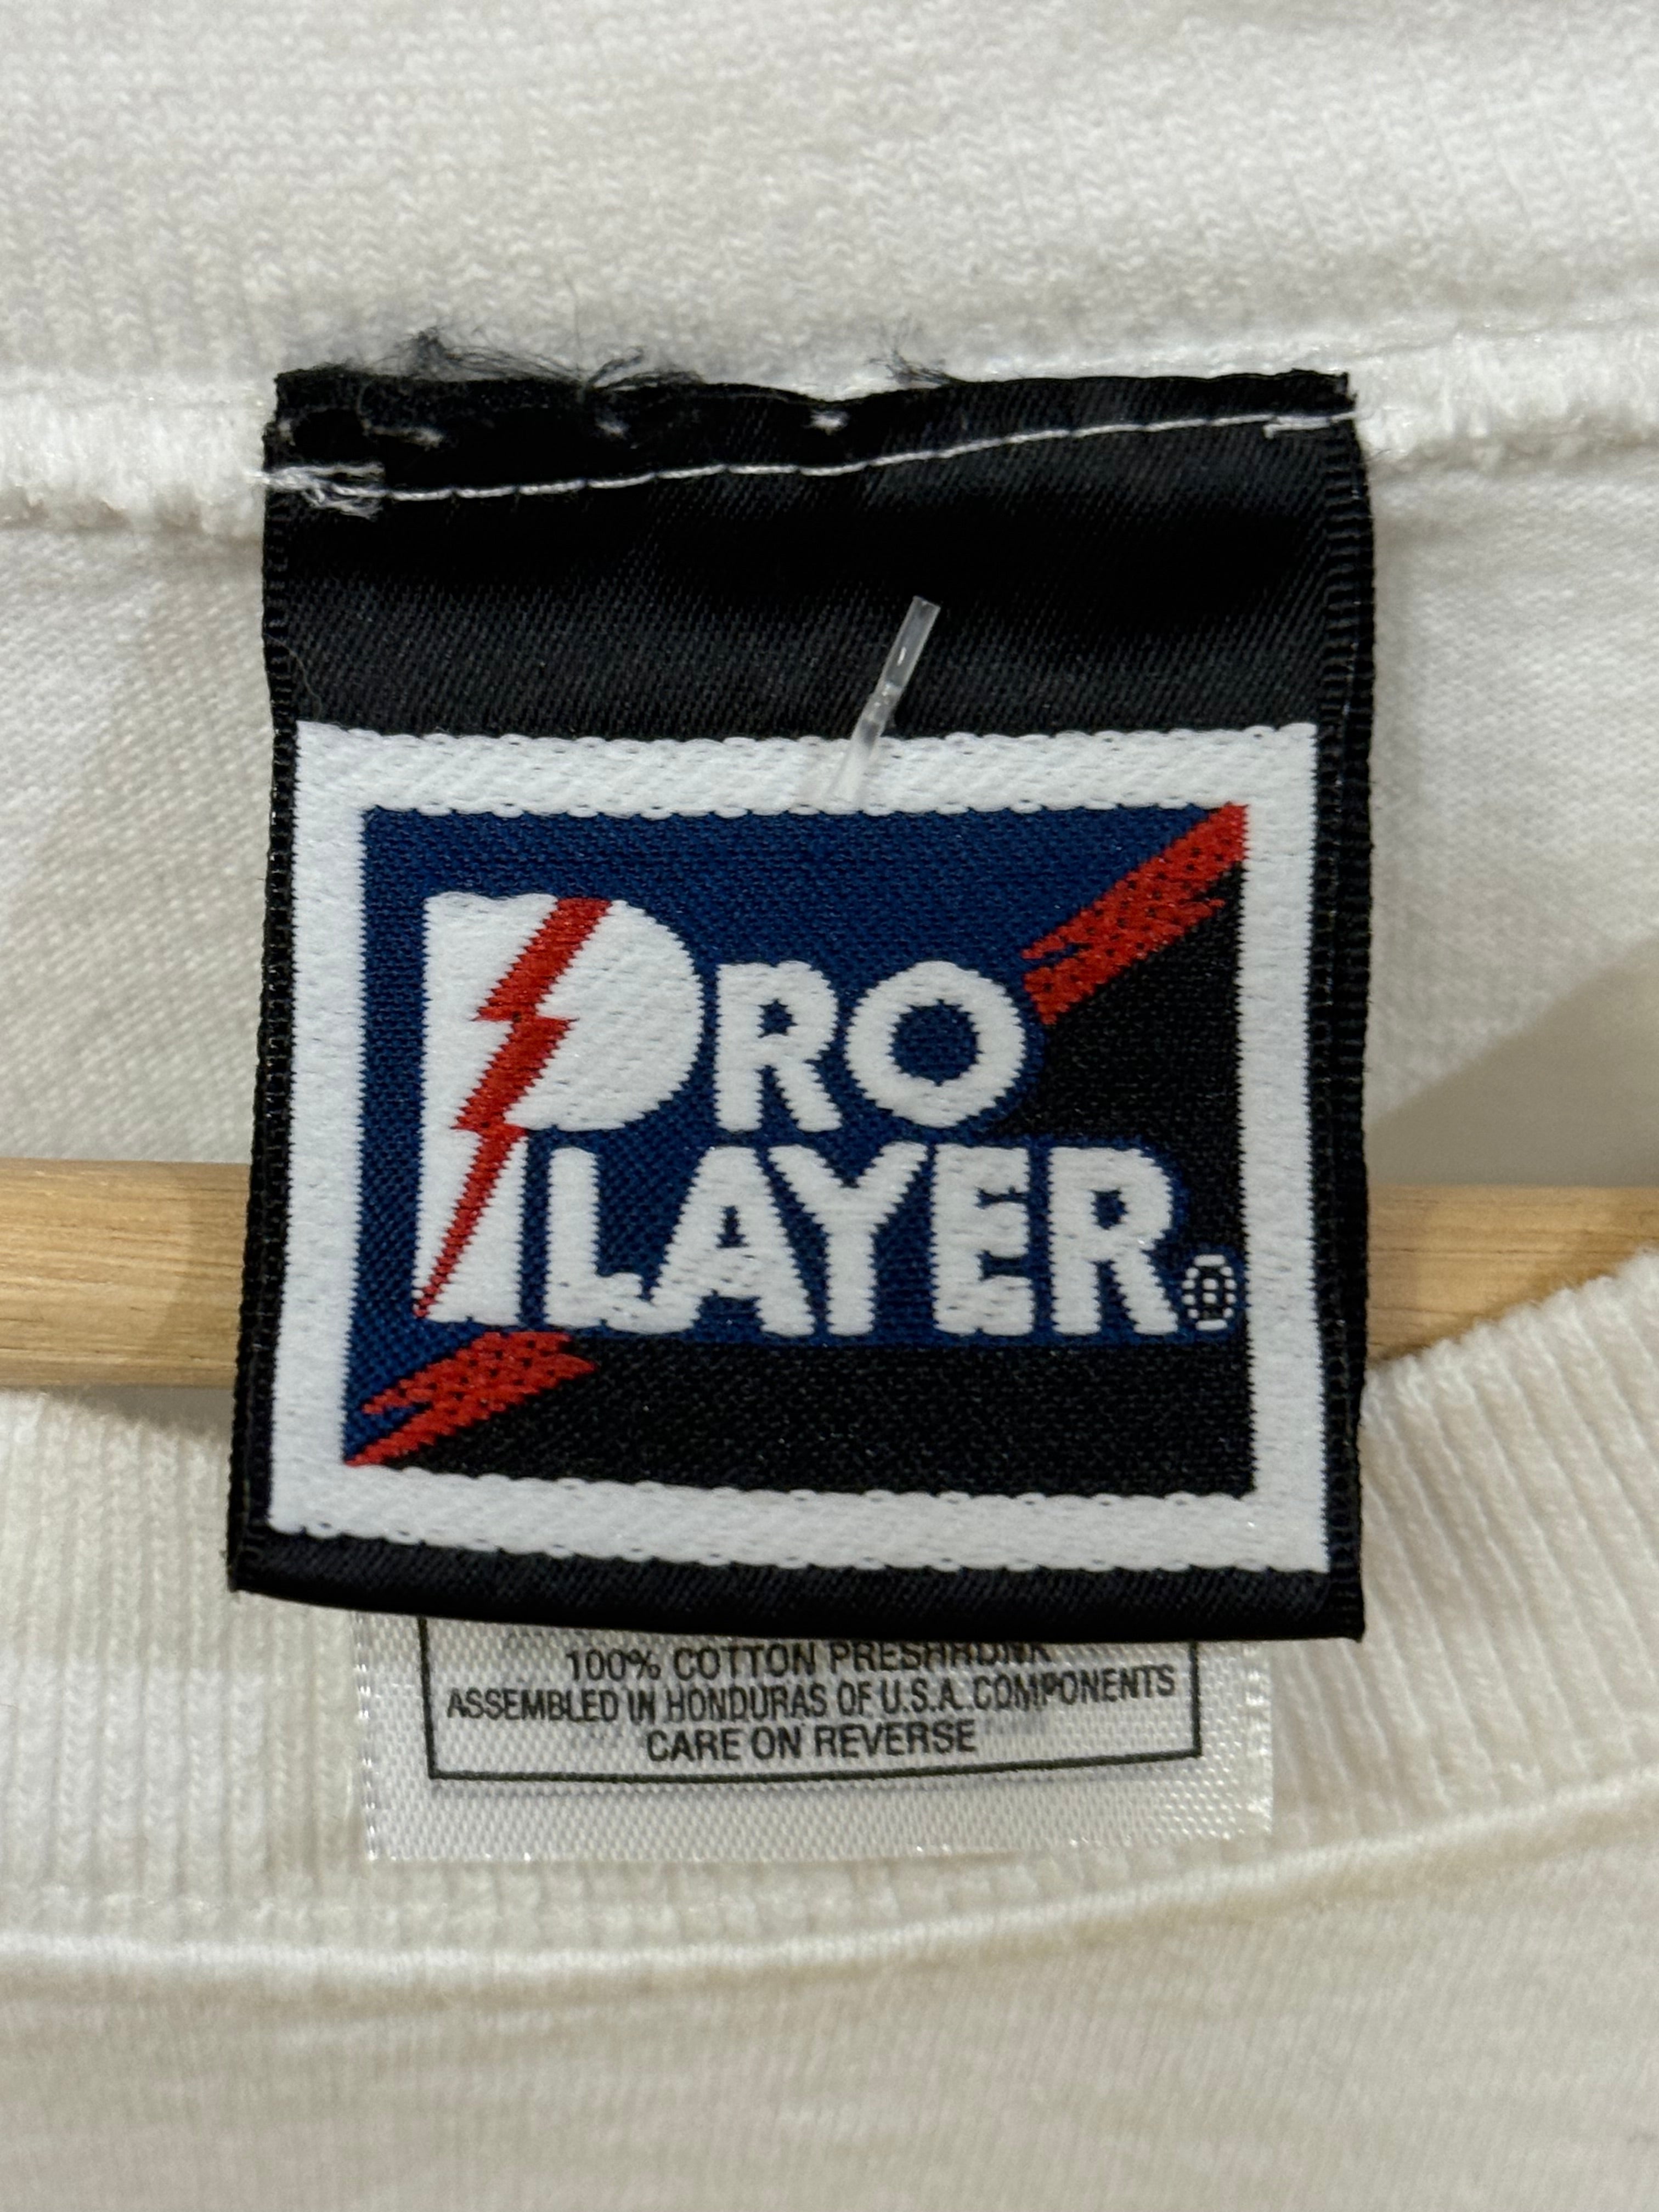 PRO
PLAYER®
100% COTTON PRESHRUNK
ASSEMBLED IN HONDURAS OF U.S.A. COMPONENTS
CARE ON REVERSE